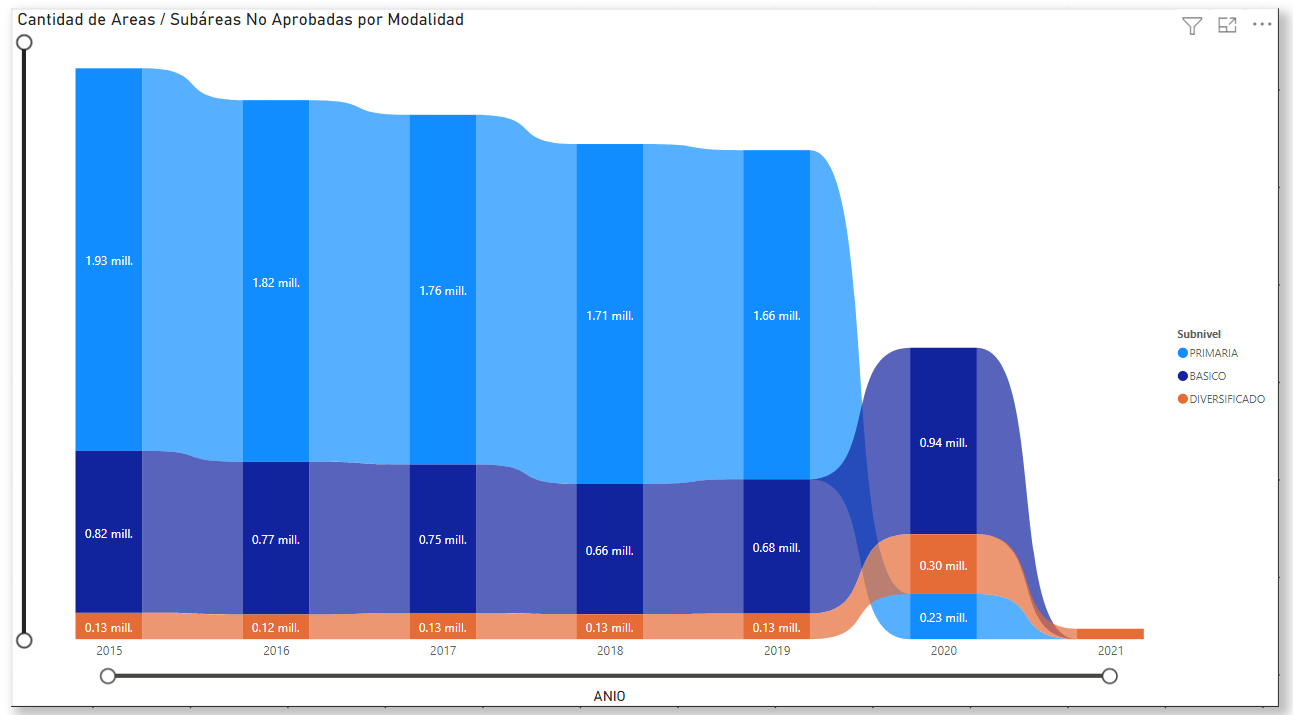 Cantidad de Areas / Subáreas No Aprobadas por Modalidad
1.93 mill.
1.82 mill.
1.76 mill.
1.71 mill.
1.66 mill.
0.82 mill.
0.77 mill.
0.75 mill.
0.66 mill.
0.68 mill.
0.94 mill.
0.13 mill.
0.12 mill.
0.13 mill.
0.13 mill.
0.13 mill.
0.30 mill.
0.23 mill.
2015
2016
2017
2018
2019
2020
2021
ANIO
Subnivel
PRIMARIA
BASICO
DIVERSIFICADO